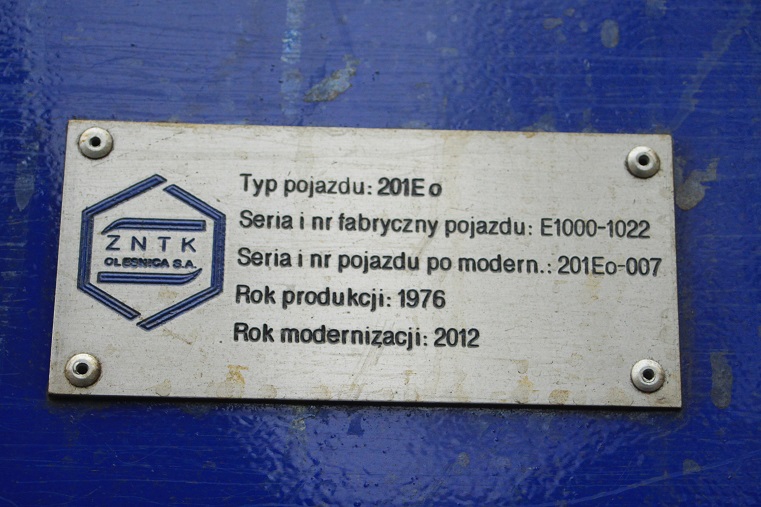 ZNTK
OLEŚNICA S.A.
Typ pojazdu: 201Eo
Seria i nr fabryczny pojazdu: E1000-1022
Seria i nr pojazdu po modern.: 201Eo-007
Rok produkcji: 1976
Rok modernizacji: 2012